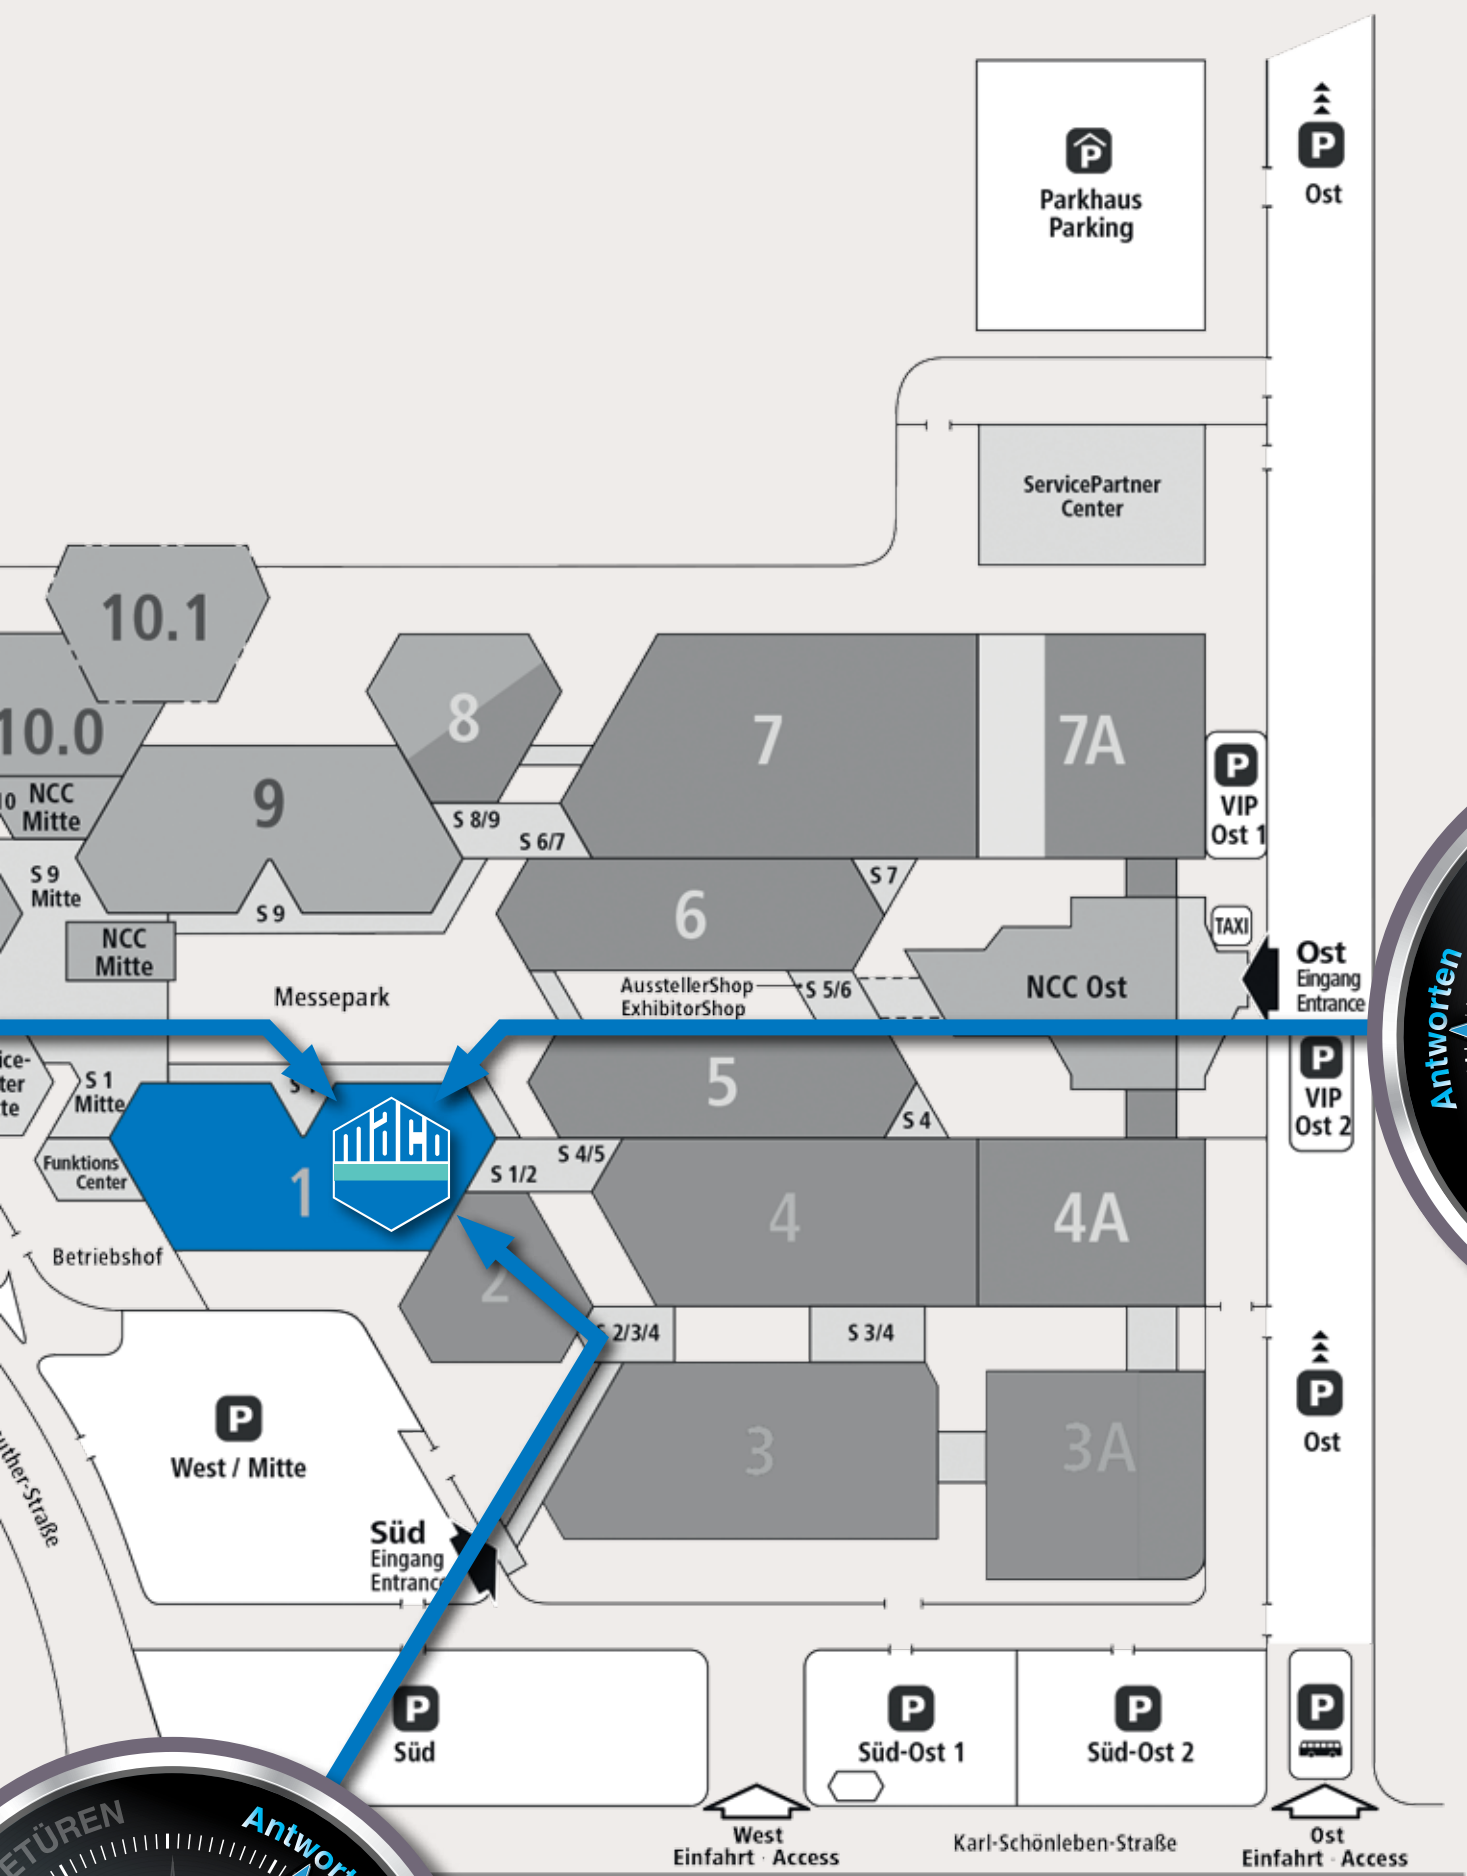 P
Ost
P
Parkhaus
Parking
ServicePartner
Center
10.1
10.0
8
7
7A
NCC
Mitte
9
S 8/9
S 6/7
P
VIP
Ost 1
S 9
Mitte
S 9
6
S 7
TAXI
NCC
Mitte
Messepark
AusstellerShop
ExhibitorShop
S 5/6
NCC Ost
Ost
Eingang
Entrance
Antworten
S 1
Mitte
5
S 4
P
VIP
Ost 2
maco
Funktions
Center
1
S 1/2
S 4/5
4
4A
Betriebshof
2
2/3/4
S 3/4
P
West / Mitte
3
3A
P
Ost
Süd
Eingang
Entrance
P
Süd
P
Süd-Ost 1
P
Süd-Ost 2
P
West
Einfahrt · Access
Karl-Schönleben-Straße
Ost
Einfahrt · Access